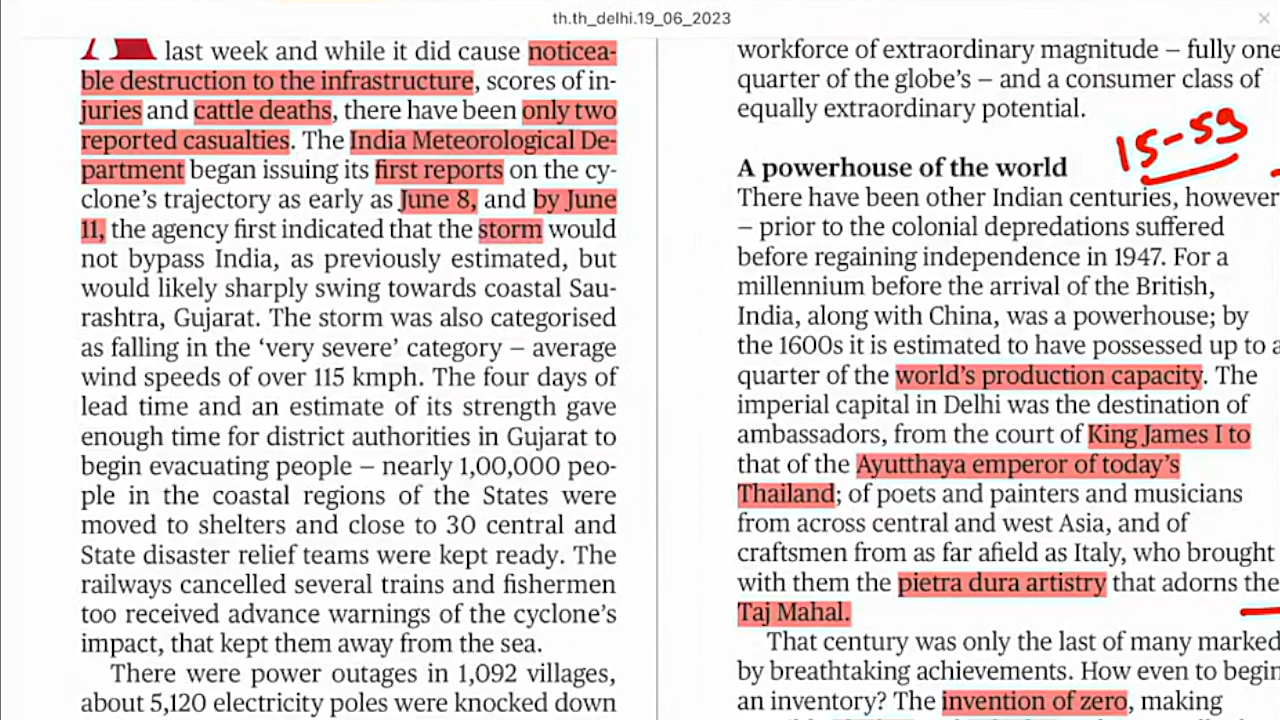 th.th_delhi.19_06_2023
last week and while it did cause noticea-
ble destruction to the infrastructure, scores of in-
juries and cattle deaths, there have been only two
reported casualties. The India Meteorological De-
partment began issuing its first reports on the cy-
clone's trajectory as early as June 8, and by June
11, the agency first indicated that the storm would
not bypass India, as previously estimated, but
would likely sharply swing towards coastal Sau-
rashtra, Gujarat. The storm was also categorised
as falling in the 'very severe' category – average
wind speeds of over 115 kmph. The four days of
lead time and an estimate of its strength gave
enough time for district authorities in Gujarat to
begin evacuating people – nearly 1,00,000 peo-
ple in the coastal regions of the States were
moved to shelters and close to 30 central and
State disaster relief teams were kept ready. The
railways cancelled several trains and fishermen
too received advance warnings of the cyclone's
impact, that kept them away from the sea.
There were power outages in 1,092 villages,
about 5,120 electricity poles were knocked down
workforce of extraordinary magnitude – fully one
quarter of the globe's – and a consumer class of
equally extraordinary potential.
15-59
A powerhouse of the world
There have been other Indian centuries, however
– prior to the colonial depredations suffered
before regaining independence in 1947. For a
millennium before the arrival of the British,
India, along with China, was a powerhouse; by
the 1600s it is estimated to have possessed up to a
quarter of the world's production capacity. The
imperial capital in Delhi was the destination of
ambassadors, from the court of King James I to
that of the Ayutthaya emperor of today's
Thailand; of poets and painters and musicians
from across central and west Asia, and of
craftsmen from as far afield as Italy, who brought
with them the pietra dura artistry that adorns the
Taj Mahal.
That century was only the last of many marked
by breathtaking achievements. How even to begin
an inventory? The invention of zero, making